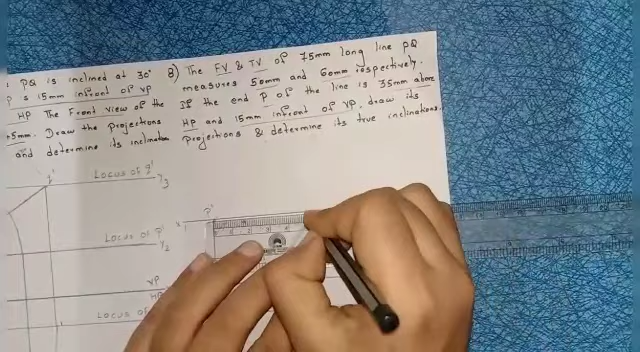 PQ is inclined at 30°
P is 15mm infront of VP
HP The Front view of the
45mm. Draw the projections
and determine its inclination
8) The FV & TV of 75mm long line PQ
measures 50mm and 60mm respectively.
If the end P of the line is 35mm above
HP and 15mm infront of VP, draw its
projections & determine its true inclinations.
q'
Locus of q'
Y3
Locus of P'
Y2
VP
HP
Locus of
P'